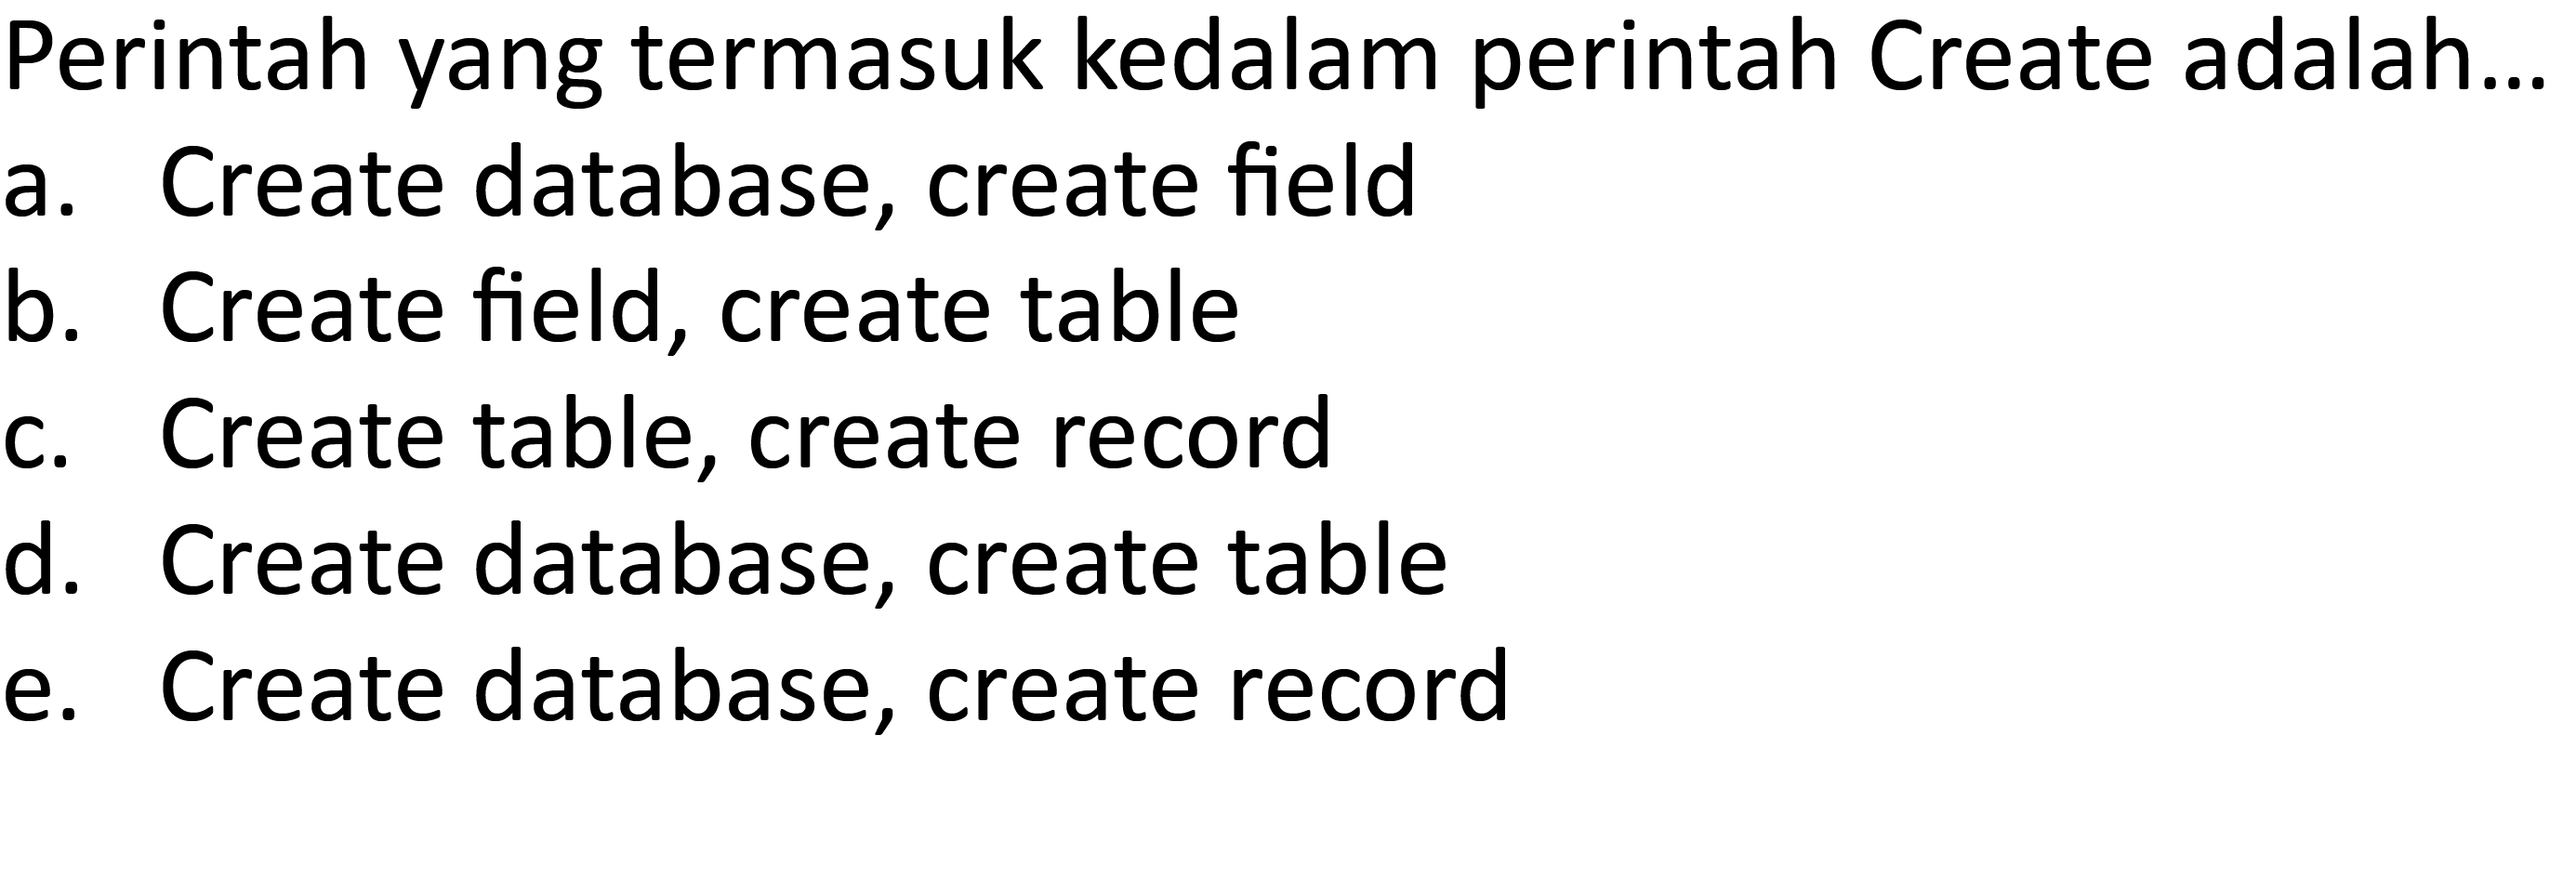 Perintah yang termasuk kedalam perintah Create adalah...
a. Create database, create field
b. Create field, create table
c. Create table, create record
d. Create database, create table
e. Create database, create record